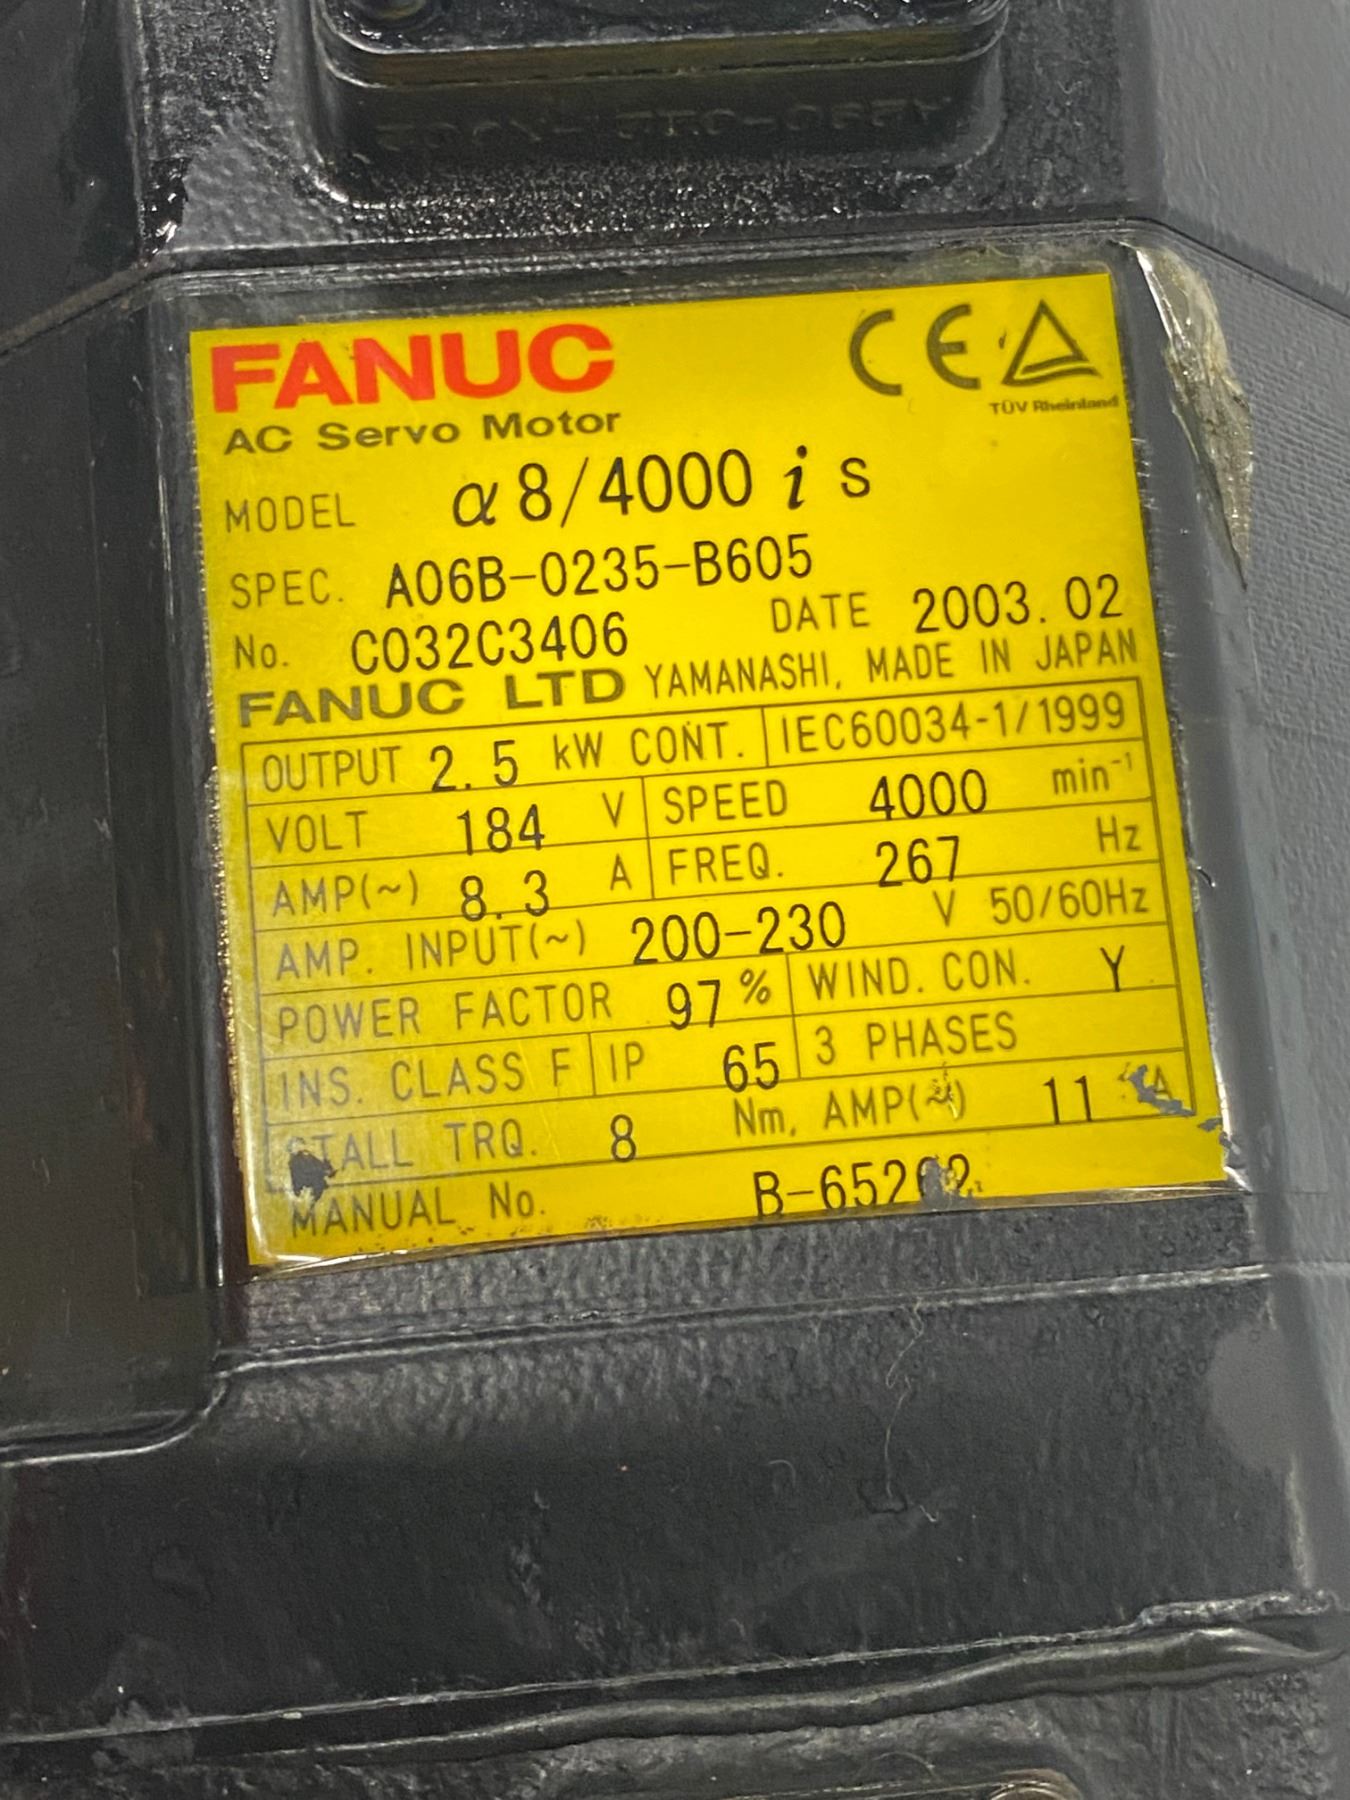 FANUC CE
TÜV Rheinland
AC Servo Motor
MODEL α8/4000 i s
SPEC. A06B-0235-B605
No. C032C3406 DATE 2003.02
FANUC LTD YAMANASHI, MADE IN JAPAN
OUTPUT 2.5 kW CONT. IEC60034-1/1999
VOLT 184 V SPEED 4000 min⁻¹
AMP(~) 8.3 A FREQ. 267 Hz
AMP. INPUT(~) 200-230 V 50/60Hz
POWER FACTOR 97 % WIND. CON. Y
INS. CLASS F IP 65 3 PHASES
STALL TRQ. 8 Nm, AMP(~) 11 A
MANUAL No.